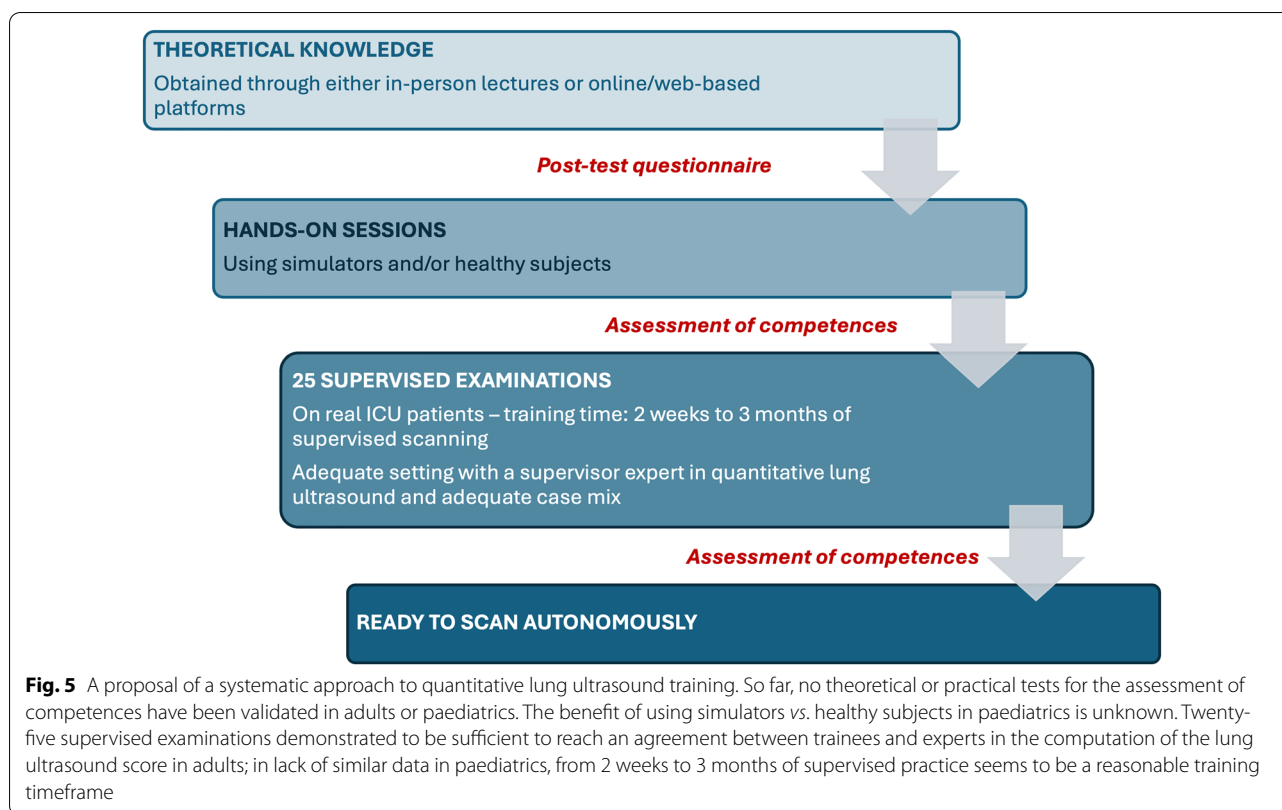 THEORETICAL KNOWLEDGE
Obtained through either in-person lectures or online/web-based
platforms
Post-test questionnaire
HANDS-ON SESSIONS
Using simulators and/or healthy subjects
Assessment of competences
25 SUPERVISED EXAMINATIONS
On real ICU patients – training time: 2 weeks to 3 months of
supervised scanning
Adequate setting with a supervisor expert in quantitative lung
ultrasound and adequate case mix
Assessment of competences
READY TO SCAN AUTONOMOUSLY
Fig. 5 A proposal of a systematic approach to quantitative lung ultrasound training. So far, no theoretical or practical tests for the assessment of
competences have been validated in adults or paediatrics. The benefit of using simulators vs. healthy subjects in paediatrics is unknown. Twenty-
five supervised examinations demonstrated to be sufficient to reach an agreement between trainees and experts in the computation of the lung
ultrasound score in adults; in lack of similar data in paediatrics, from 2 weeks to 3 months of supervised practice seems to be a reasonable training
timeframe